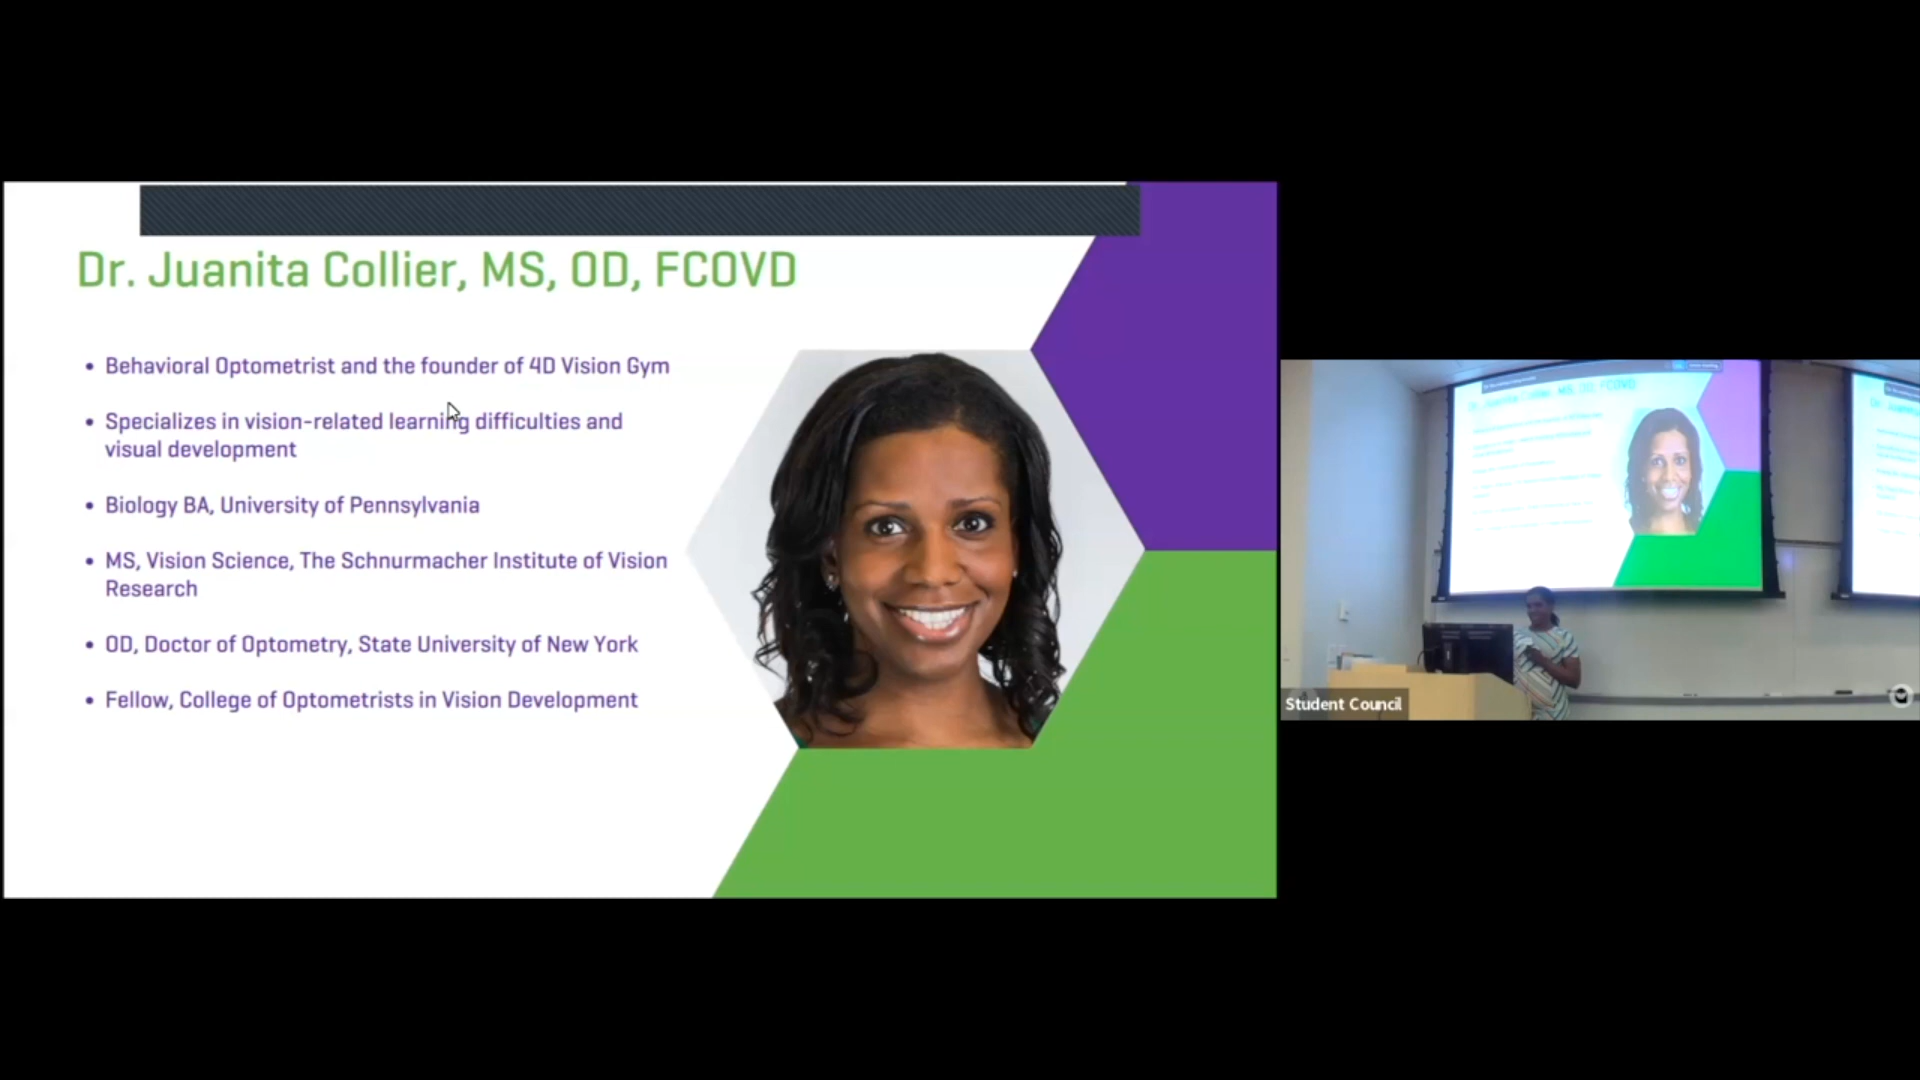 Dr. Juanita Collier, MS, OD, FCOVD
• Behavioral Optometrist and the founder of 4D Vision Gym
• Specializes in vision-related learning difficulties and
visual development
• Biology BA, University of Pennsylvania
• MS, Vision Science, The Schnurmacher Institute of Vision
Research
• OD, Doctor of Optometry, State University of New York
• Fellow, College of Optometrists in Vision Development
Student Council